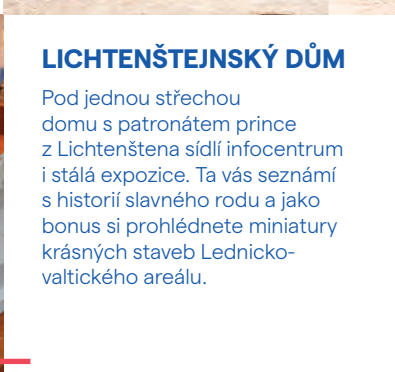 LICHTENŠTEJNSKÝ DŮM
Pod jednou střechou
domu s patronátem prince
z Lichtenštena sídlí infocentrum
i stálá expozice. Ta vás seznámí
s historií slavného rodu a jako
bonus si prohlédnete miniatury
krásných staveb Lednicko-
valtického areálu.